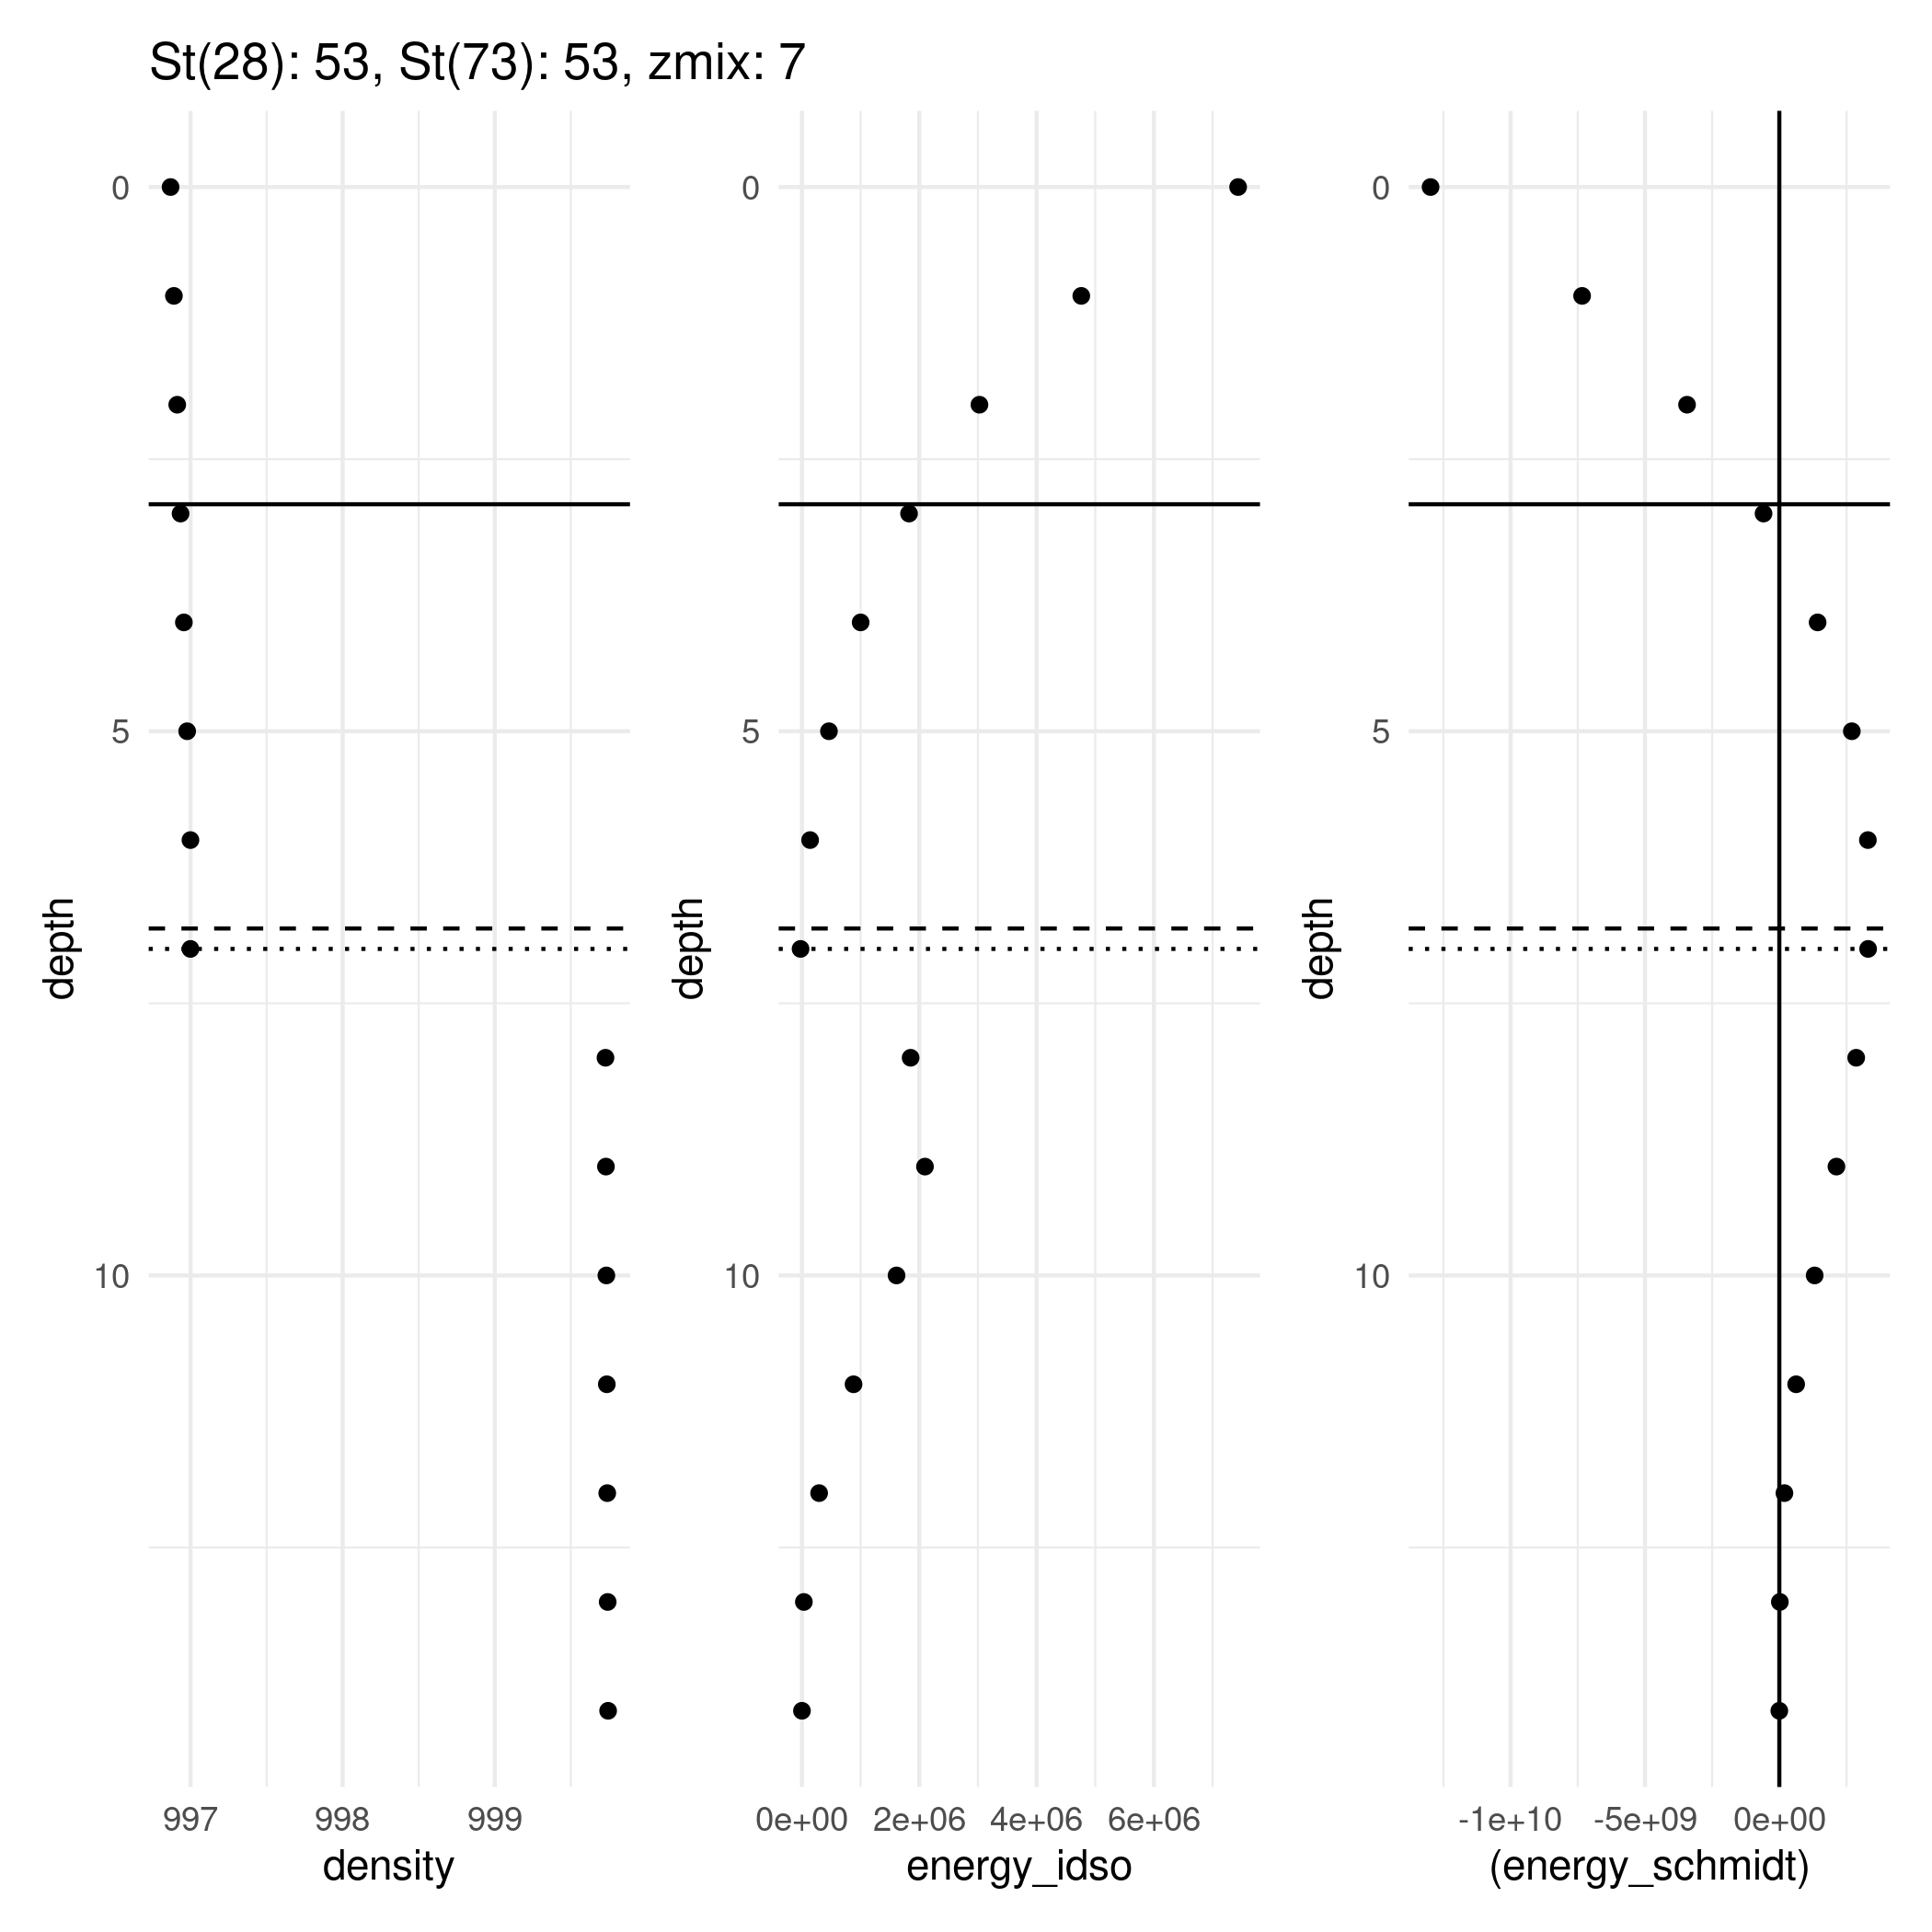 St(28): 53, St(73): 53, zmix: 7
0
5
10
depth
997 998 999
density
0
5
10
depth
0e+00 2e+06 4e+06 6e+06
energy_idso
0
5
10
depth
-1e+10 -5e+09 0e+00
(energy_schmidt)